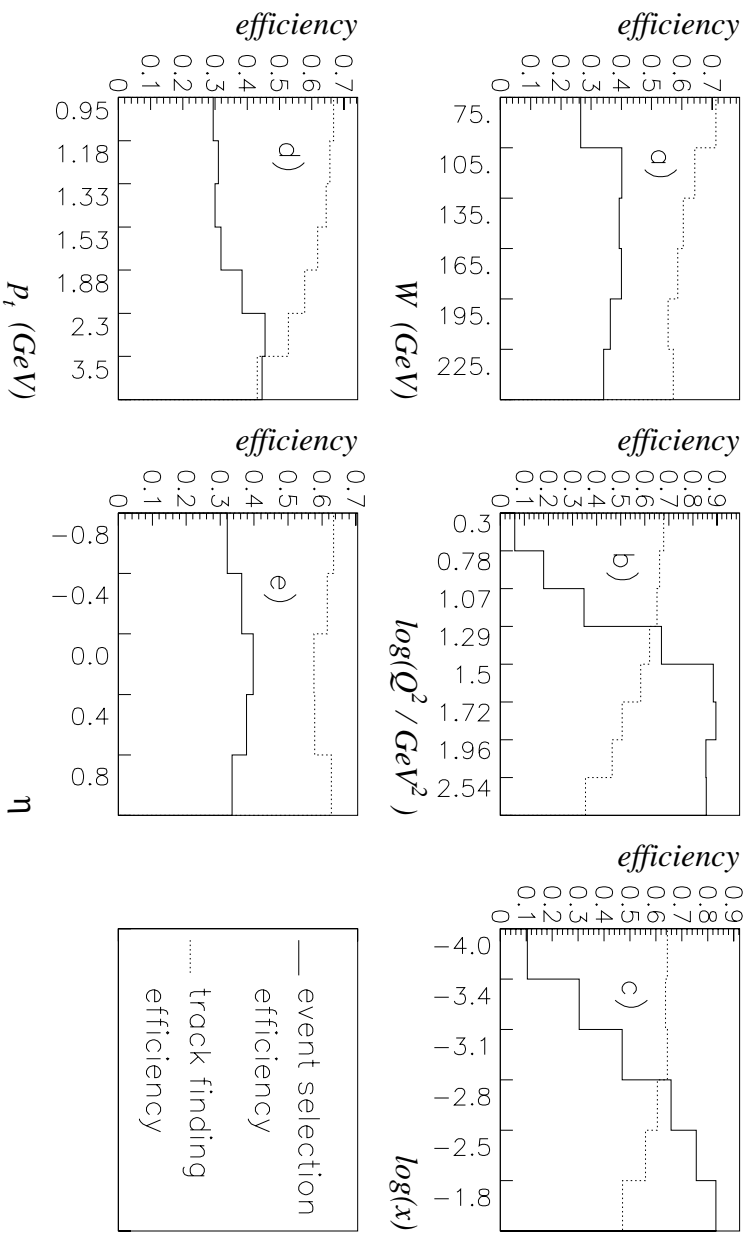 efficiency
0.7
0.6
0.5
0.4
0.3
0.2
0.1
0
a)
75. 105. 135. 165. 195. 225.
W (GeV)
efficiency
0.9
0.8
0.7
0.6
0.5
0.4
0.3
0.2
0.1
0
b)
0.3 0.78 1.07 1.29 1.5 1.72 1.96 2.54
log(Q² / GeV²)
efficiency
0.9
0.8
0.7
0.6
0.5
0.4
0.3
0.2
0.1
0
c)
−4.0 −3.4 −3.1 −2.8 −2.5 −1.8
log(x)
efficiency
0.7
0.6
0.5
0.4
0.3
0.2
0.1
0
d)
0.95 1.18 1.33 1.53 1.88 2.3 3.5
pₜ (GeV)
efficiency
0.7
0.6
0.5
0.4
0.3
0.2
0.1
0
e)
−0.8 −0.4 0.0 0.4 0.8
η
event selection
efficiency
track finding
efficiency